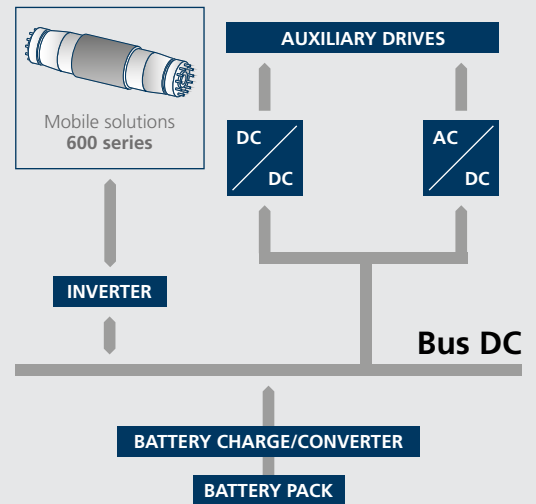 AUXILIARY DRIVES
Mobile solutions
600 series
DC
DC
AC
DC
INVERTER
Bus DC
BATTERY CHARGE/CONVERTER
BATTERY PACK